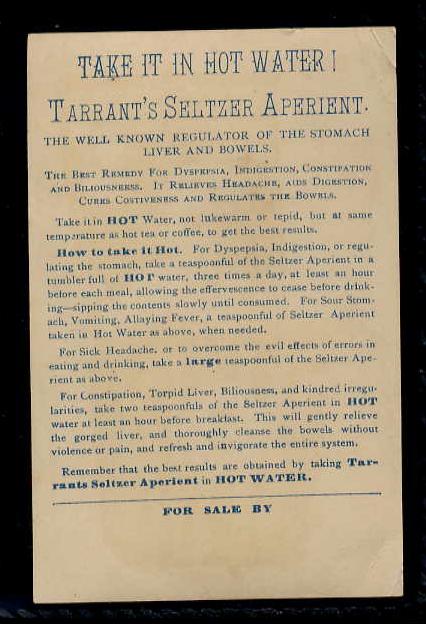 TAKE IT IN HOT WATER!
TARRANT'S SELTZER APERIENT.
THE WELL KNOWN REGULATOR OF THE STOMACH
LIVER AND BOWELS.
THE BEST REMEDY FOR DYSPEPSIA, INDIGESTION, CONSTIPATION
AND BILIOUSNESS. IT RELIEVES HEADACHE, AIDS DIGESTION,
CURES COSTIVENESS AND REGULATES THE BOWELS.
Take it in HOT Water, not lukewarm or tepid, but at same
temperature as hot tea or coffee, to get the best results.
How to take it Hot. For Dyspepsia, Indigestion, or regu-
lating the stomach, take a teaspoonful of the Seltzer Aperient in a
tumbler full of HOT water, three times a day, at least an hour
before each meal, allowing the effervescence to cease before drink-
ing—sipping the contents slowly until consumed. For Sour Stom-
ach, Vomiting, Allaying Fever, a teaspoonful of Seltzer Aperient
taken in Hot Water as above, when needed.
For Sick Headache, or to overcome the evil effects of errors in
eating and drinking, take a large teaspoonful of the Seltzer Ape-
rient as above.
For Constipation, Torpid Liver, Biliousness, and kindred irregu-
larities, take two teaspoonfuls of the Seltzer Aperient in HOT
water at least an hour before breakfast. This will gently relieve
the gorged liver, and thoroughly cleanse the bowels without
violence or pain, and refresh and invigorate the entire system.
Remember that the best results are obtained by taking Tar-
rants Seltzer Aperient in HOT WATER.
FOR SALE BY